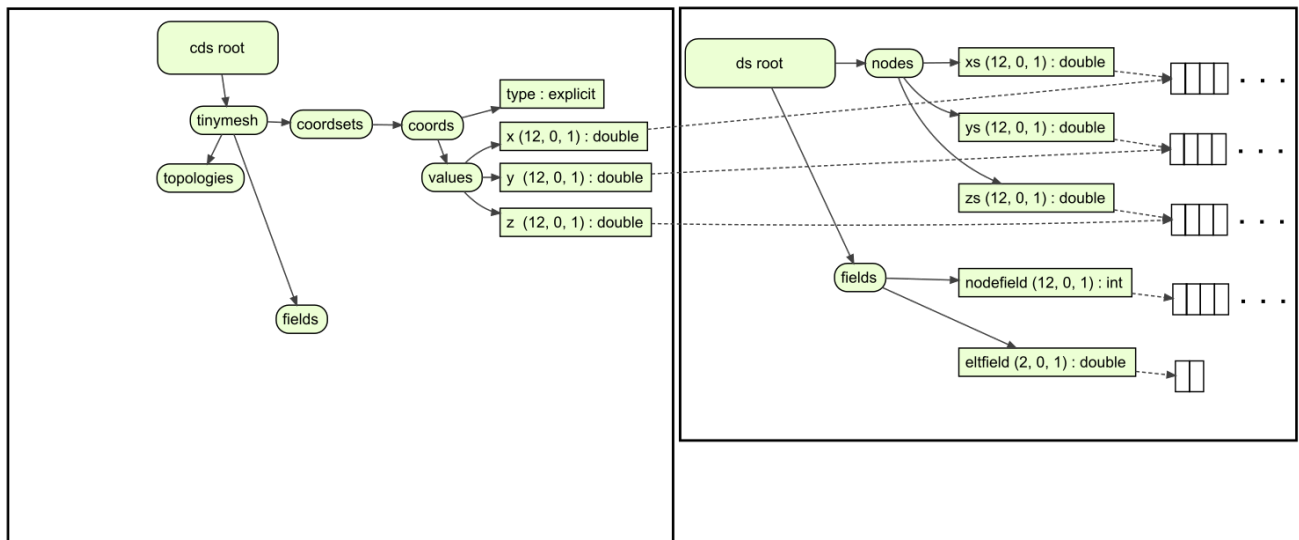 cds root
tinymesh
coordsets
coords
type : explicit
x (12, 0, 1) : double
values
y  (12, 0, 1) : double
z  (12, 0, 1) : double
topologies
fields
ds root
nodes
xs (12, 0, 1) : double
. . .
ys (12, 0, 1) : double
. . .
zs (12, 0, 1) : double
. . .
fields
nodefield (12, 0, 1) : int
. . .
eltfield (2, 0, 1) : double